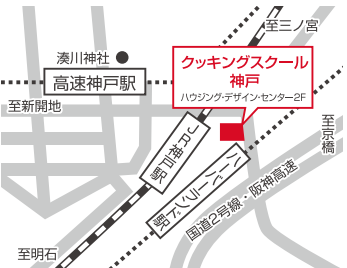 至三ノ宮
湊川神社
クッキングスクール
神戸
ハウジング・デザイン・センター2F
高速神戸駅
至新開地
至京橋
JR神戸駅
ハーバーランド駅
国道2号線・阪神高速
至明石